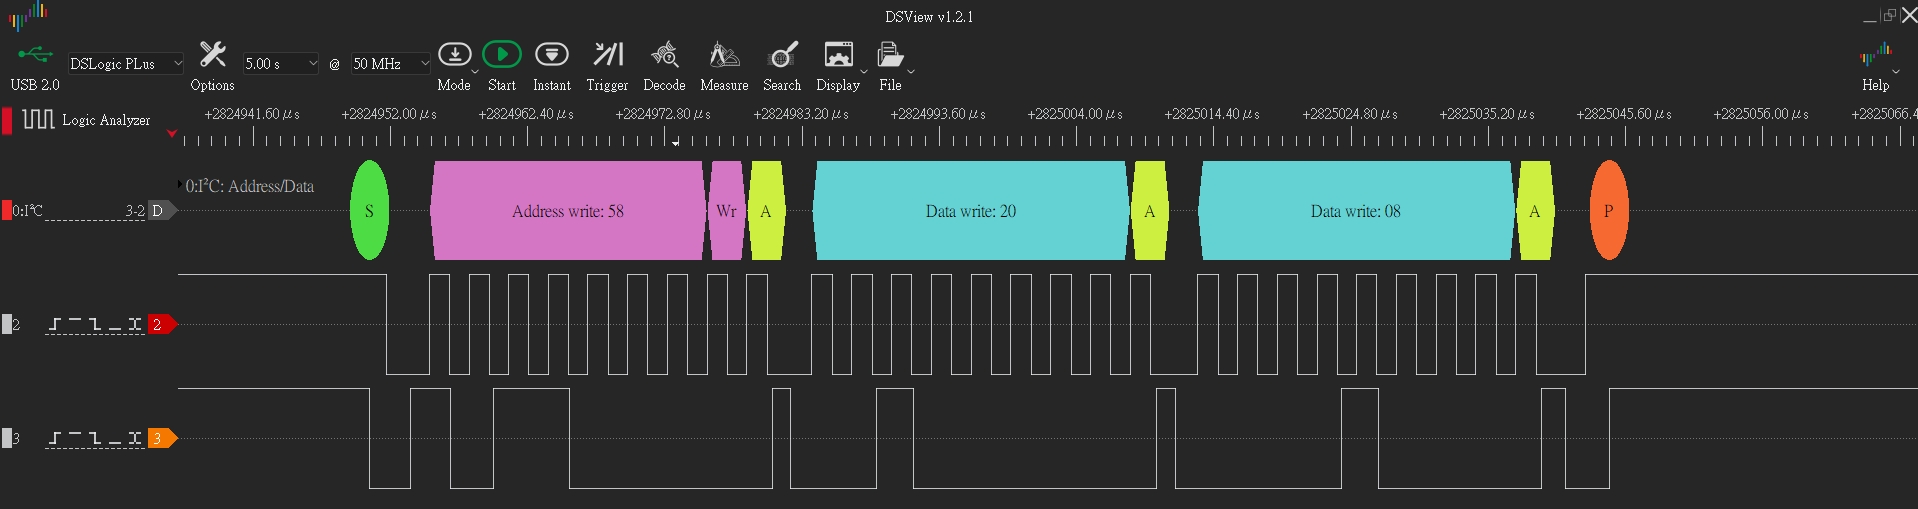 DSView v1.2.1
DSLogic PLus 5.00 s @ 50 MHz
USB 2.0 Options Mode Start Instant Trigger Decode Measure Search Display File Help
Logic Analyzer +2824941.60 μs +2824952.00 μs +2824962.40 μs +2824972.80 μs +2824983.20 μs +2824993.60 μs +2825004.00 μs +2825014.40 μs +2825024.80 μs +2825035.20 μs +2825045.60 μs +2825056.00 μs +2825066.4
0:I²C: Address/Data
0:I²C 3-2 D S Address write: 58 Wr A Data write: 20 A Data write: 08 A P
2 2
3 3